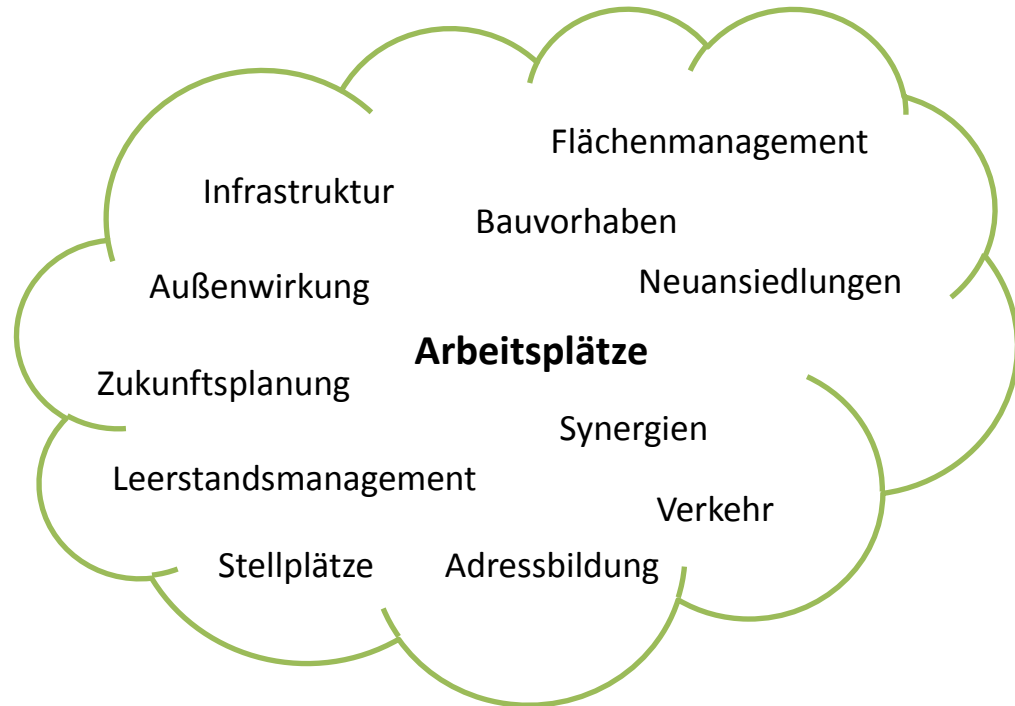 Flächenmanagement
Infrastruktur
Bauvorhaben
Außenwirkung
Neuansiedlungen
Arbeitsplätze
Zukunftsplanung
Synergien
Leerstandsmanagement
Verkehr
Stellplätze
Adressbildung